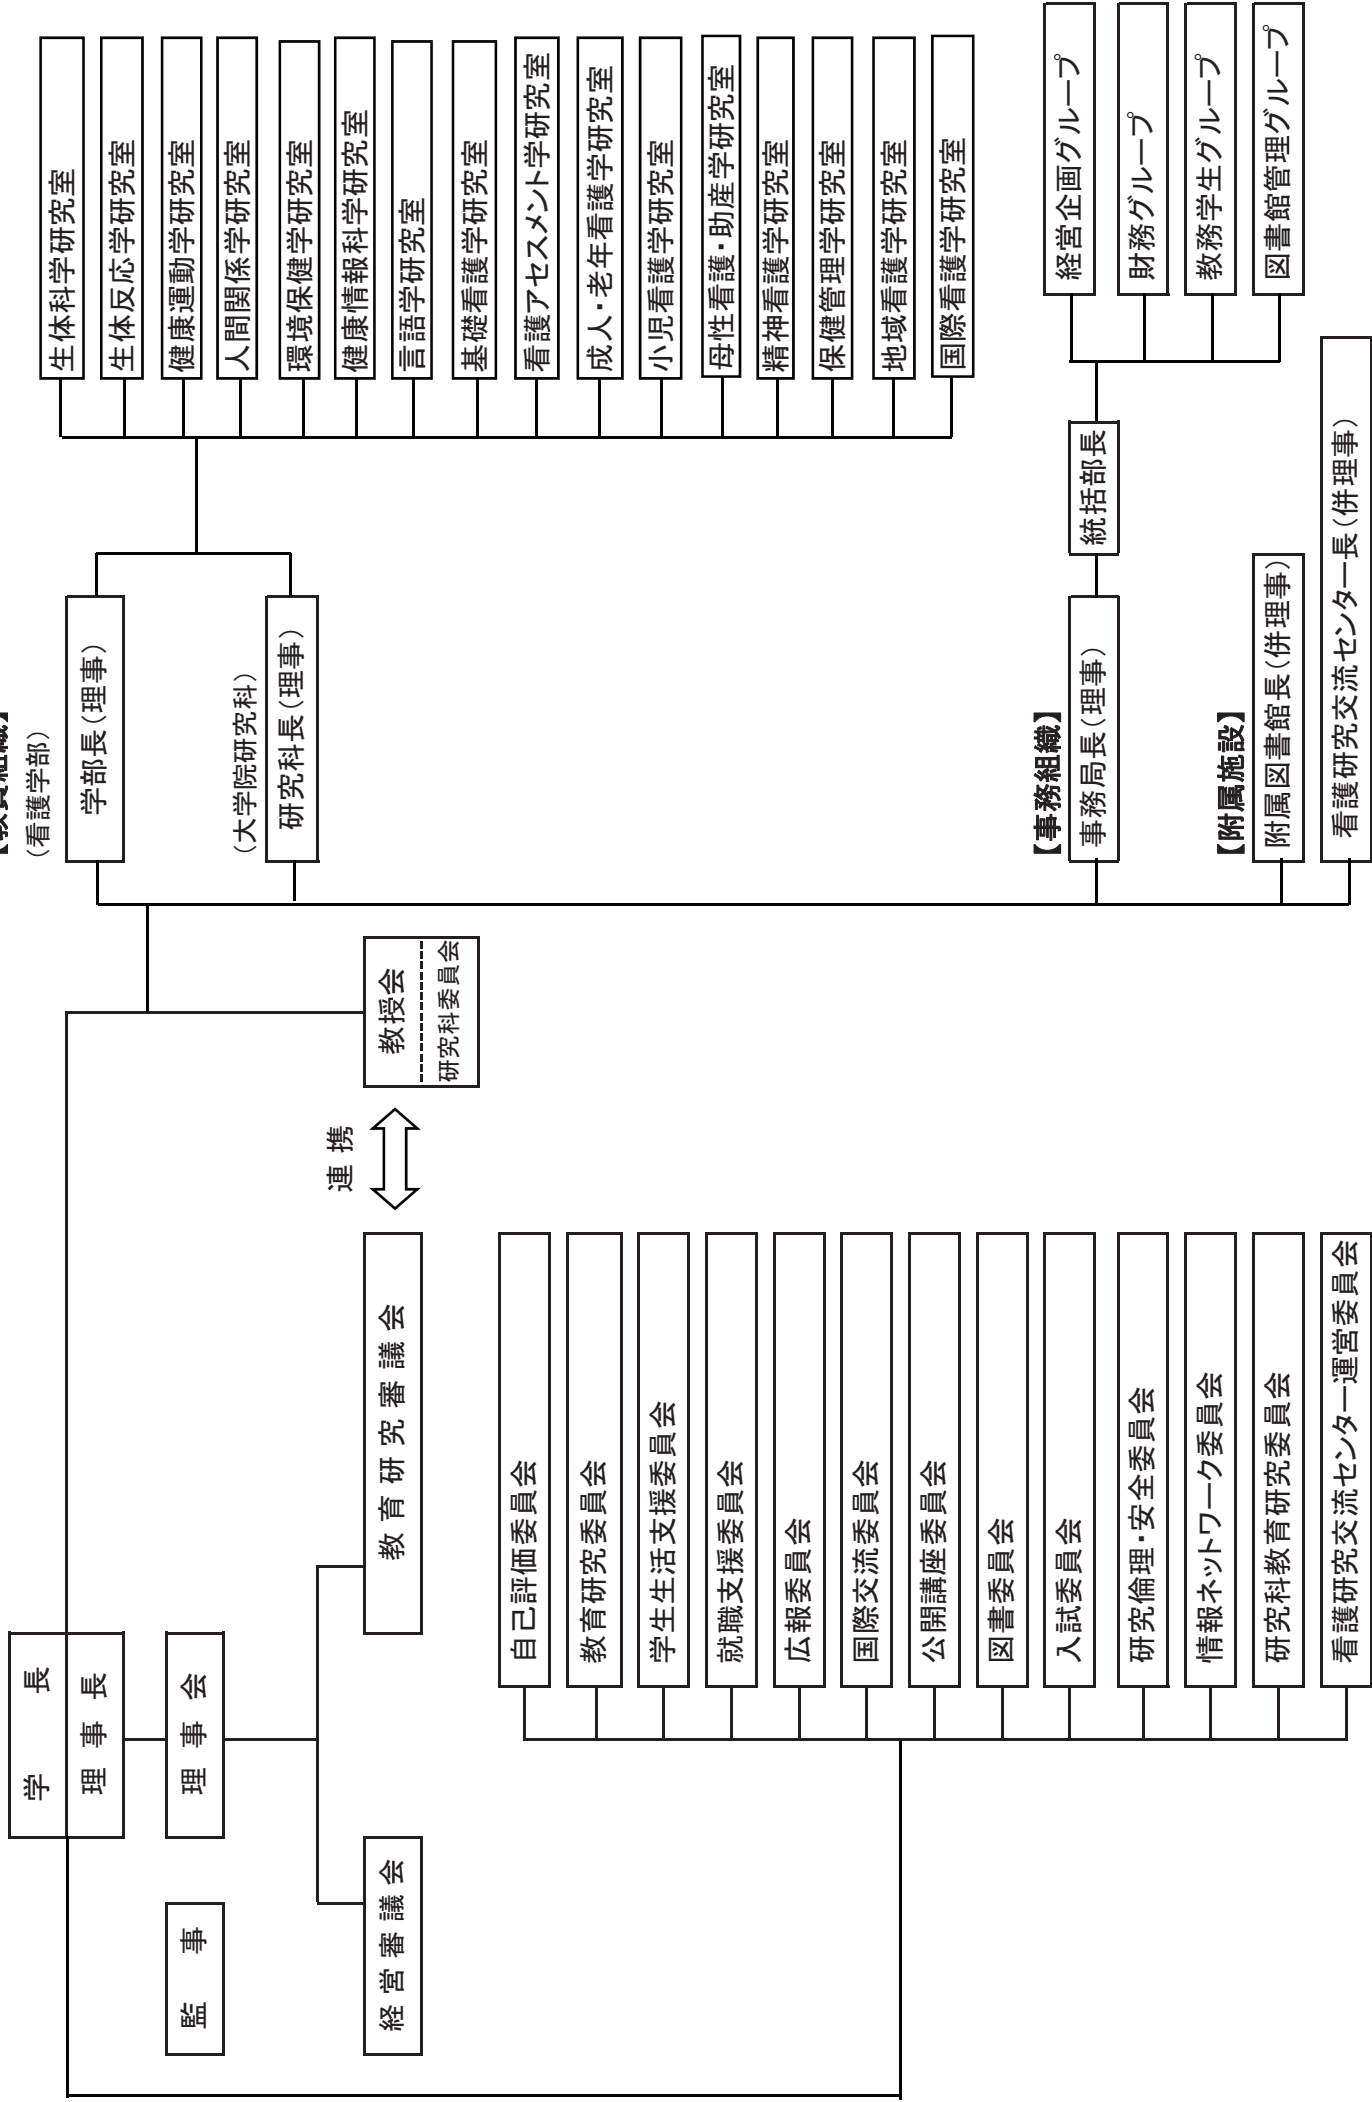 学 長
理 事 長
監 事
理 事 会
経 営 審 議 会
教 育 研 究 審 議 会
連 携
教授会
研究科委員会
自己評価委員会
教育研究委員会
学生生活支援委員会
就職支援委員会
広報委員会
国際交流委員会
公開講座委員会
図書委員会
入試委員会
研究倫理・安全委員会
情報ネットワーク委員会
研究科教育研究委員会
看護研究交流センター運営委員会
【教員組織】
（看護学部）
学部長（理事）
（大学院研究科）
研究科長（理事）
生体科学研究室
生体反応学研究室
健康運動学研究室
人間関係学研究室
環境保健学研究室
健康情報科学研究室
言語学研究室
基礎看護学研究室
看護アセスメント学研究室
成人・老年看護学研究室
小児看護学研究室
母性看護・助産学研究室
精神看護学研究室
保健管理学研究室
地域看護学研究室
国際看護学研究室
【事務組織】
事務局長（理事）
統括部長
経営企画グループ
財務グループ
教務学生グループ
図書館管理グループ
【附属施設】
附属図書館長（併理事）
看護研究交流センター長（併理事）